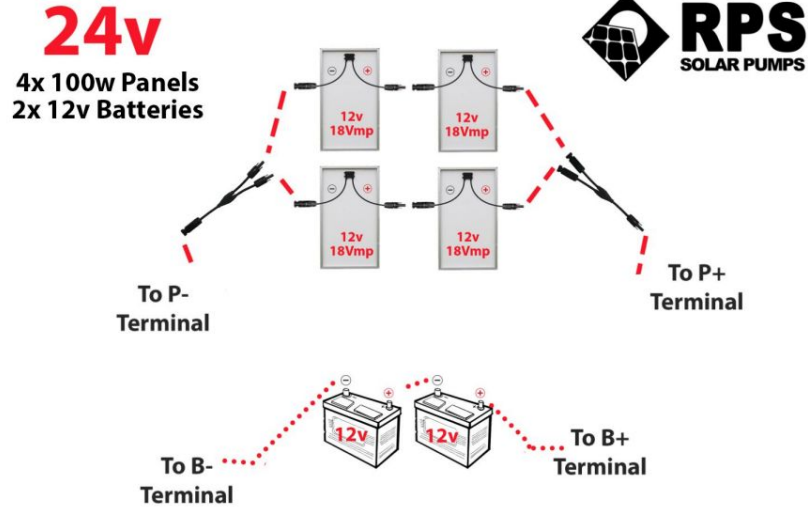 24v
4x 100w Panels
2x 12v Batteries
RPS
SOLAR PUMPS
12v
18Vmp
12v
18Vmp
12v
18Vmp
12v
18Vmp
To P-
Terminal
To P+
Terminal
12v
12v
To B-
Terminal
To B+
Terminal